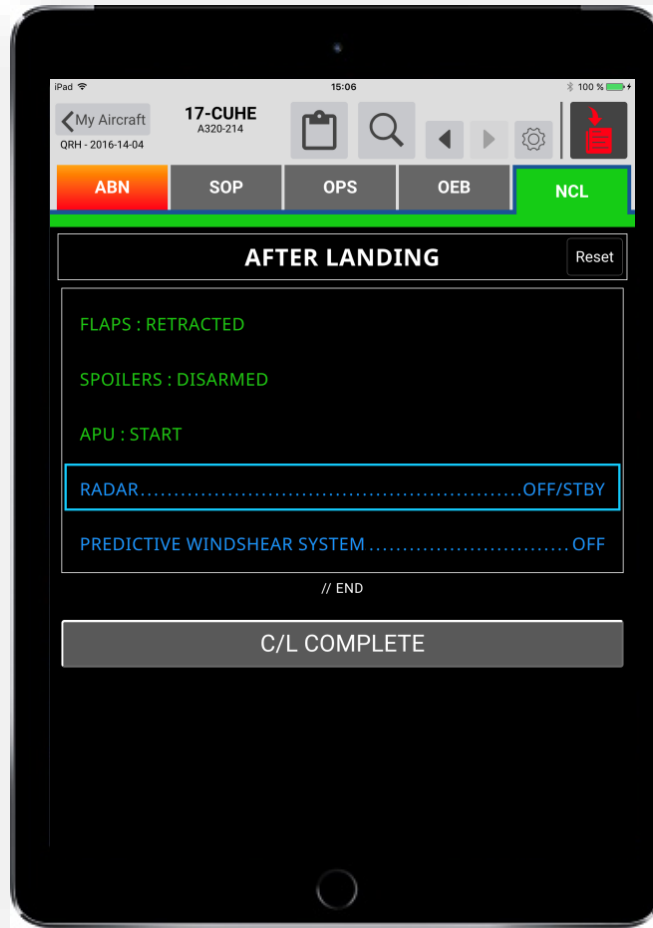 iPad 15:06 100 %
My Aircraft 17-CUHE
A320-214
QRH - 2016-14-04
ABN SOP OPS OEB NCL
AFTER LANDING Reset
FLAPS : RETRACTED
SPOILERS : DISARMED
APU : START
RADAR......................................................OFF/STBY
PREDICTIVE WINDSHEAR SYSTEM .............................. OFF
// END
C/L COMPLETE